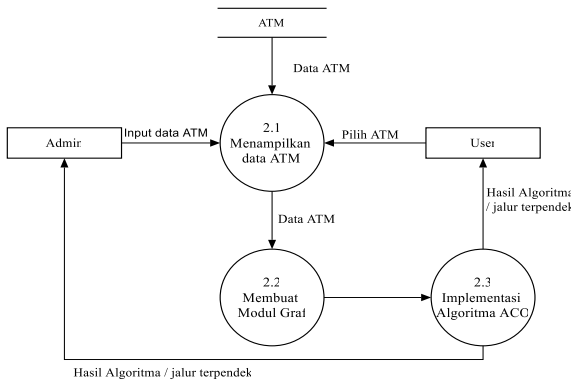 ATM
Data ATM
2.1
Menampilkan
data ATM
Admin
Input data ATM
Pilih ATM
User
Data ATM
Hasil Algoritma
/ jalur terpendek
2.2
Membuat
Modul Graf
2.3
Implementasi
Algoritma ACO
Hasil Algoritma / jalur terpendek